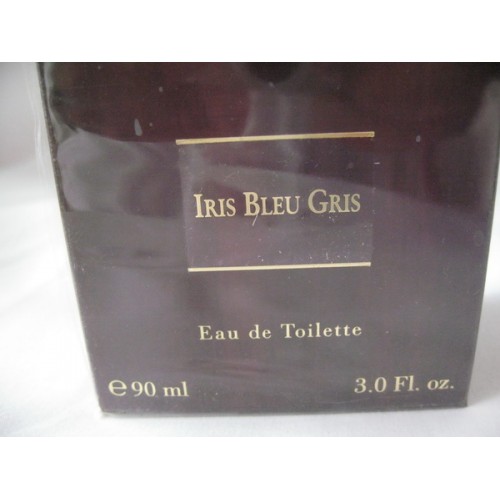 IRIS BLEU GRIS
Eau de Toilette
℮ 90 ml 3.0 Fl. oz.